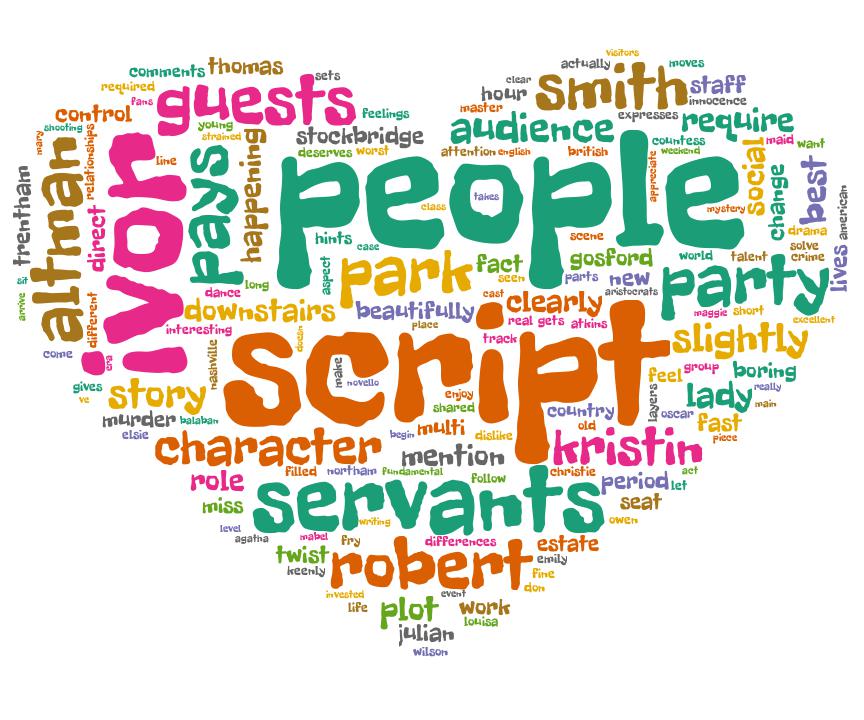 visitors
actually
moves
comments
thomas
sets
clear
smith
staff
required
guests
hour
innocence
fans
master
expresses
control
feelings
audience
require
shooting
young
stockbridge
strained
countess
maid
want
mary
relationships
line
deserves
worst
attention
english
british
weekend
social
trentham
altman
ivon
pays
happening
people
appreciate
change
best
american
direct
class
takes
mystery
drama
hints
case
scene
solve
crime
lives
park
fact
gosford
world
talent
aspect
seen
parts
new
party
sit
long
dance
cast
aristocrats
arrive
different
downstairs
beautifully
clearly
maggie
short
excellent
interesting
place
real
gets
atkins
come
era
doesn
script
track
slightly
nashville
make
novello
feel
group
boring
gives
ve
story
enjoy
layers
lady
really
main
shared
country
oscar
fast
murder
balaban
multi
old
piece
elsie
begin
dislike
character
mention
kristin
role
filled
northam
fundamental
christie
act
follow
period
let
miss
servants
seat
level
writing
owen
agatha
mabel
fry
differences
estate
twist
keenly
robert
emily
fine
invested
event
don
life
plot
work
louisa
julian
wilson